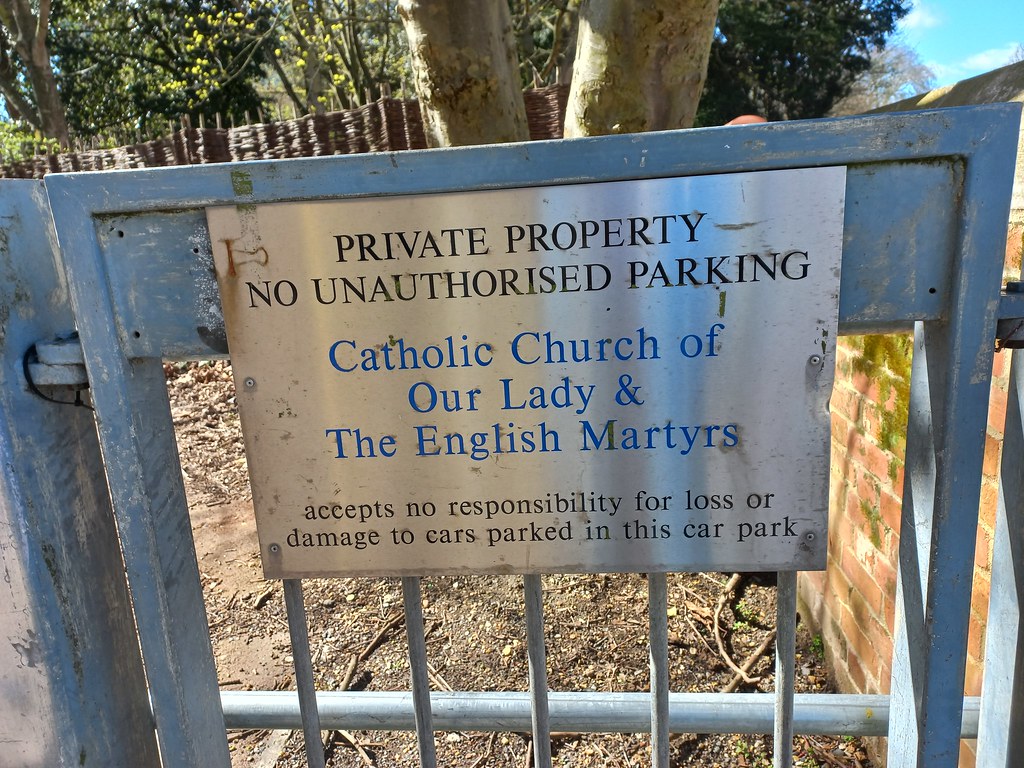 PRIVATE PROPERTY
NO UNAUTHORISED PARKING
Catholic Church of
Our Lady &
The English Martyrs
accepts no responsibility for loss or
damage to cars parked in this car park